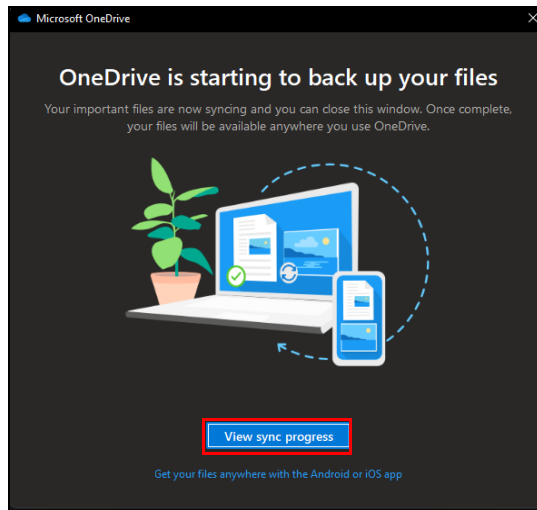 Microsoft OneDrive
OneDrive is starting to back up your files
Your important files are now syncing and you can close this window. Once complete,
your files will be available anywhere you use OneDrive.
View sync progress
Get your files anywhere with the Android or iOS app